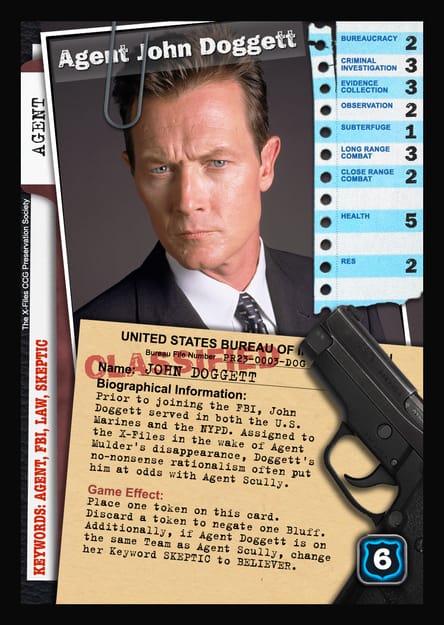 Agent John Doggett
AGENT
BUREAUCRACY 2
CRIMINAL
INVESTIGATION 3
EVIDENCE
COLLECTION 3
OBSERVATION 2
SUBTERFUGE 1
LONG RANGE
COMBAT 3
CLOSE RANGE
COMBAT 2
HEALTH 5
RES 2
The X-Files CCG Preservation Society
KEYWORDS: AGENT, FBI, LAW, SKEPTIC
UNITED STATES BUREAU OF
Bureau File Number PR23-0003-DOG
CLASSIFIED
Name: JOHN DOGGETT
Biographical Information:
Prior to joining the FBI, John
Doggett served in both the U.S.
Marines and the NYPD. Assigned to
the X-Files in the wake of Agent
Mulder's disappearance, Doggett's
no-nonsense rationalism often put
him at odds with Agent Scully.
Game Effect:
Place one token on this card.
Discard a token to negate one Bluff.
Additionally, if Agent Doggett is on
the same Team as Agent Scully, change
her Keyword SKEPTIC to BELIEVER.
6